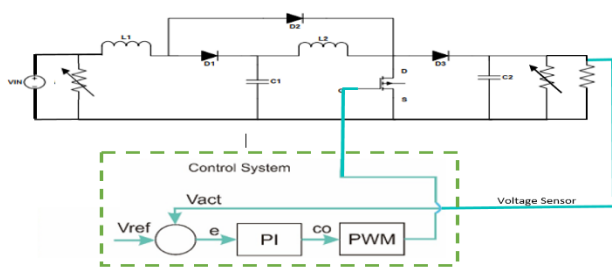 L1
D2
D1
L2
D3
VIN
C1
C2
D
S
Control System
Voltage Sensor
Vact
Vref
e
PI
co
PWM